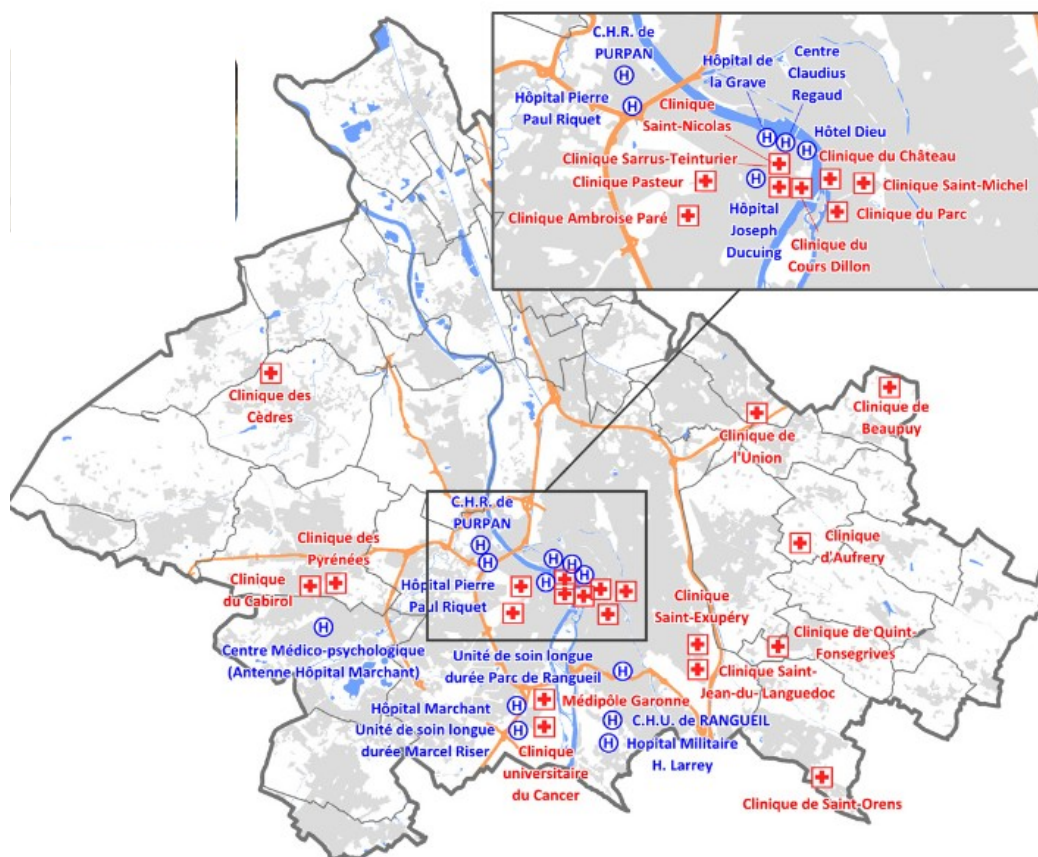 C.H.R. de
PURPAN
Hôpital Pierre
Paul Riquet
Hôpital de
la Grave
Centre
Claudius
Regaud
Clinique
Saint-Nicolas
Hôtel Dieu
Clinique Sarrus-Teinturier
Clinique du Château
Clinique Pasteur
Clinique Saint-Michel
Clinique Ambroise Paré
Hôpital
Joseph
Ducuing
Clinique du Parc
Clinique du
Cours Dillon
Clinique des
Cèdres
Clinique de
Beaupuy
Clinique de
l'Union
C.H.R. de
PURPAN
Clinique des
Pyrénées
Clinique
d'Aufrery
Clinique
du Cabirol
Hôpital Pierre
Paul Riquet
Clinique
Saint-Exupéry
Centre Médico-psychologique
(Antenne Hôpital Marchant)
Unité de soin longue
durée Parc de Rangueil
Clinique de Quint-
Fonsegrives
Clinique Saint-
Jean-du-Languedoc
Hôpital Marchant
Médipôle Garonne
Unité de soin longue
durée Marcel Riser
C.H.U. de RANGUEIL
Clinique
universitaire
du Cancer
Hopital Militaire
H. Larrey
Clinique de Saint-Orens